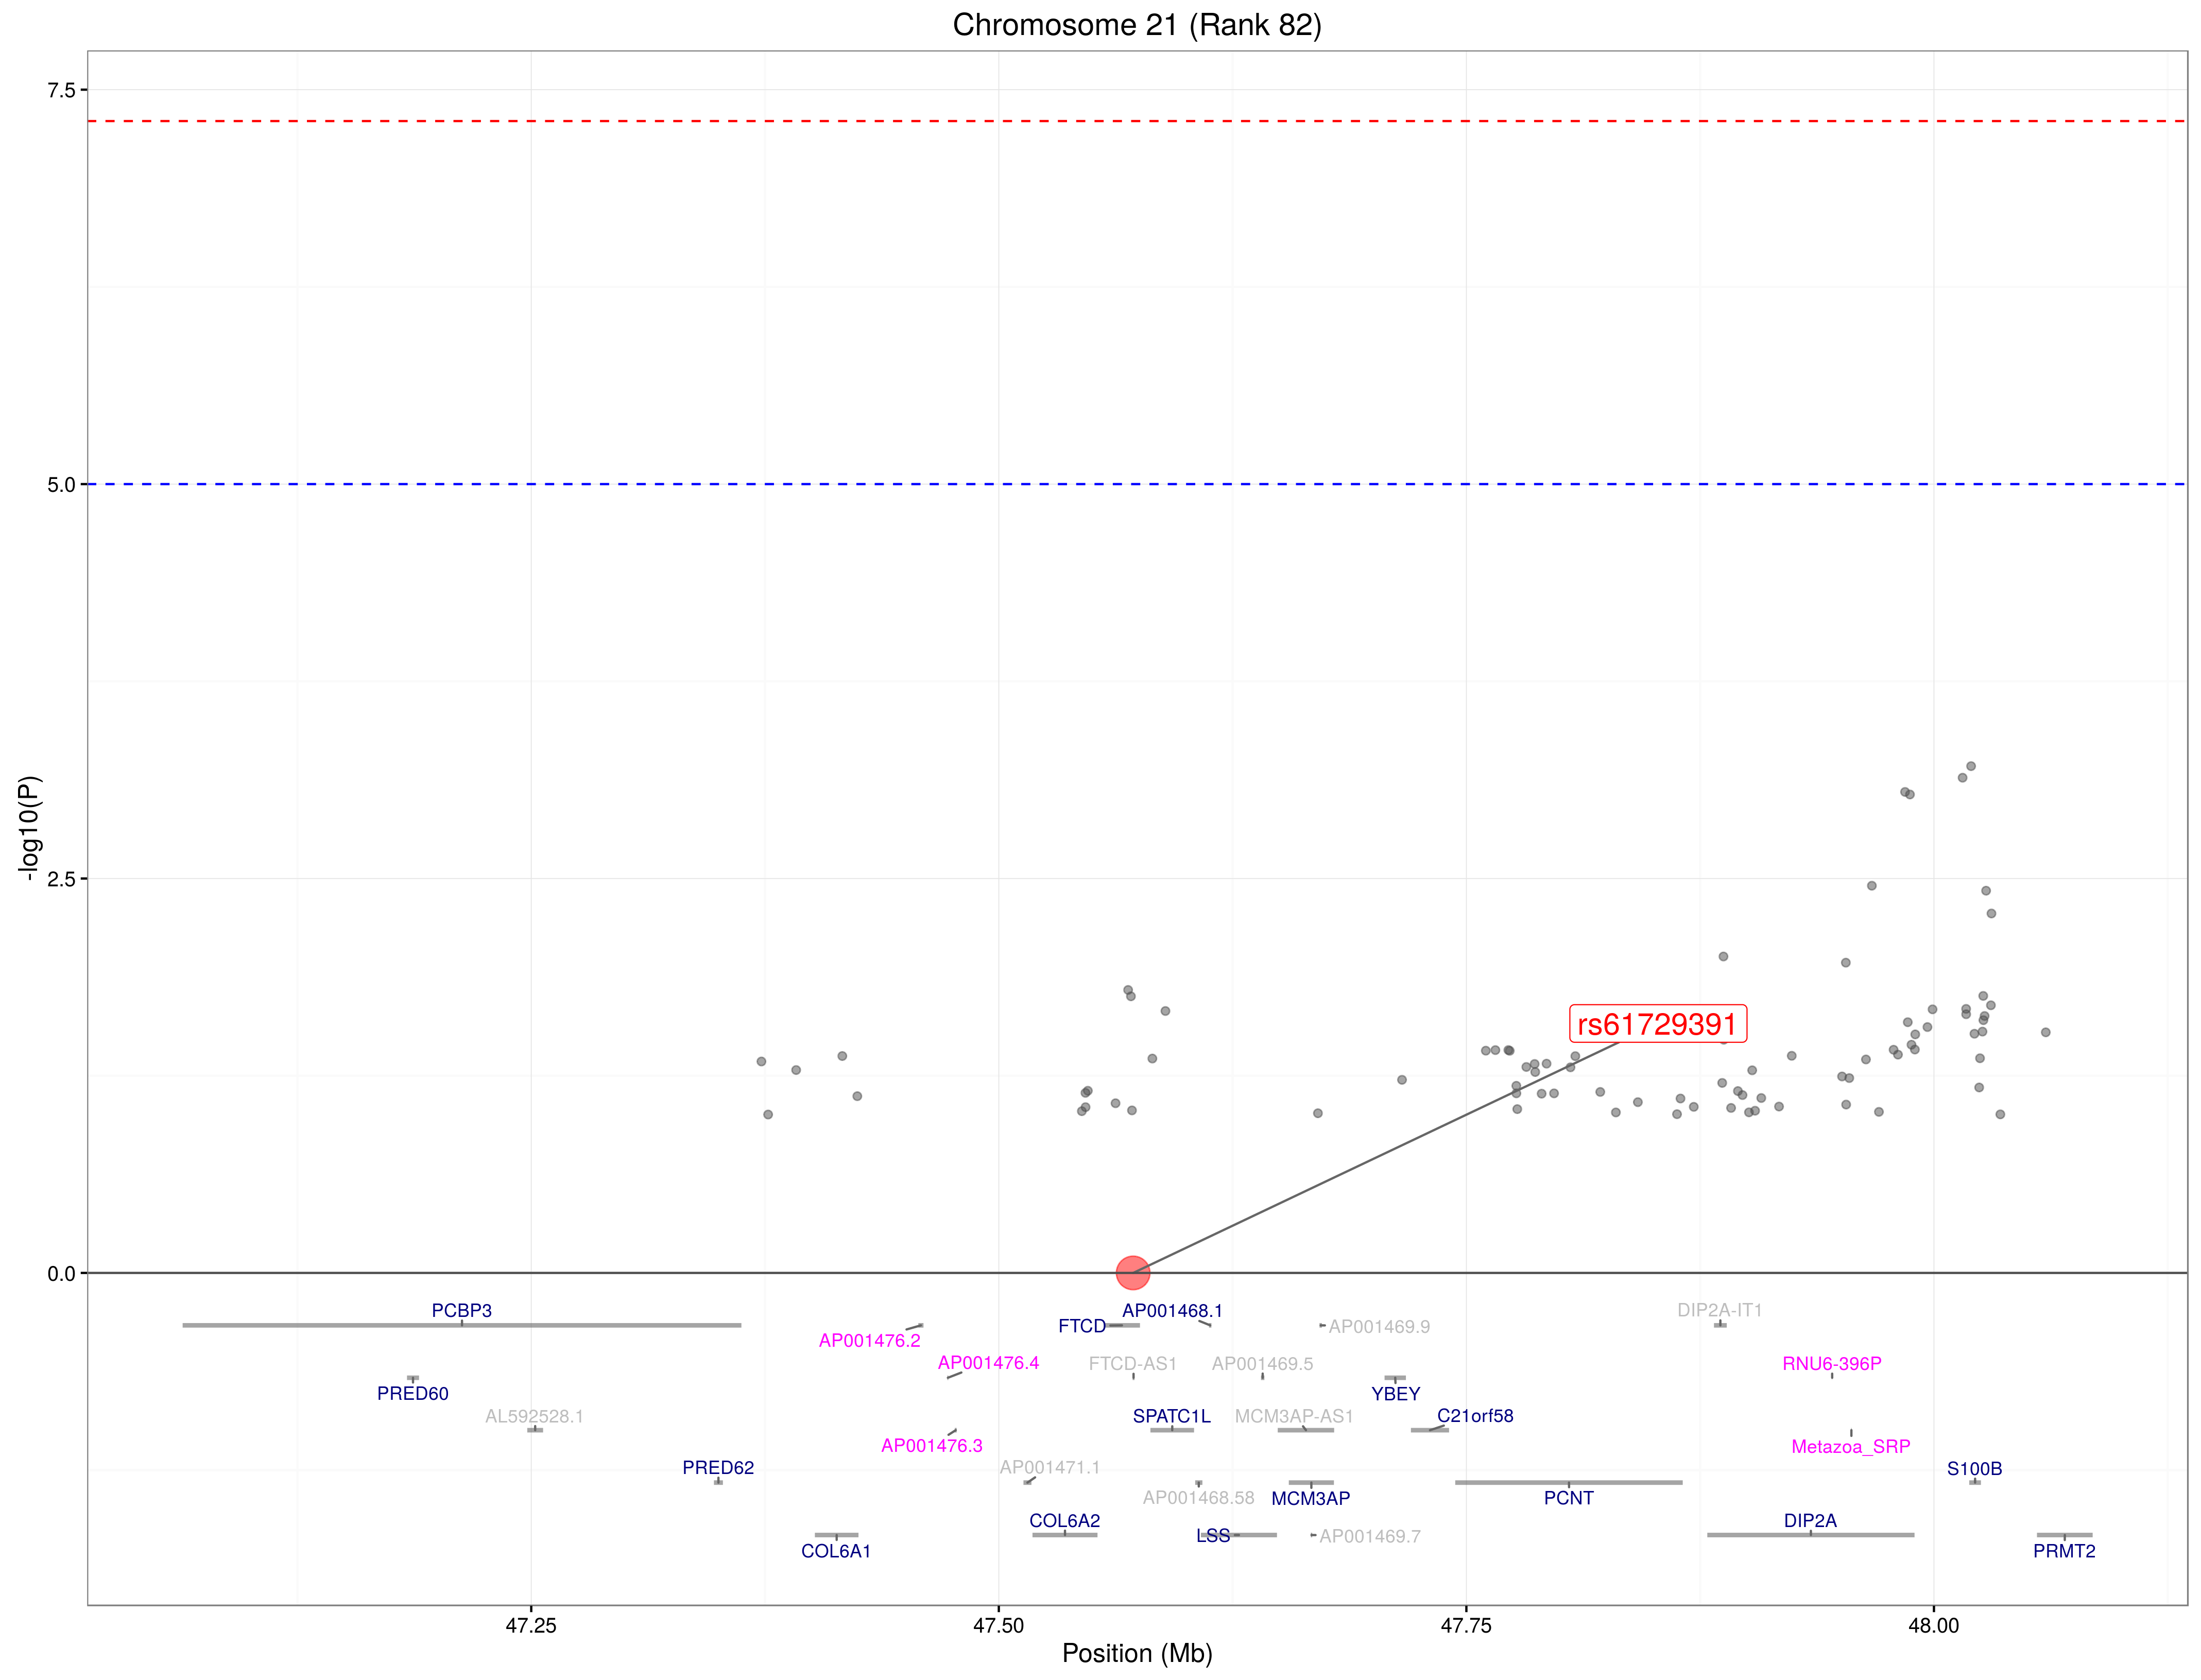 Chromosome 21 (Rank 82)
7.5
5.0
2.5
0.0
-log10(P)
rs61729391
PCBP3
AP001476.2
FTCD
AP001468.1
AP001469.9
DIP2A-IT1
PRED60
AP001476.4
FTCD-AS1
AP001469.5
YBEY
RNU6-396P
AL592528.1
AP001476.3
SPATC1L
MCM3AP-AS1
C21orf58
Metazoa_SRP
PRED62
AP001471.1
AP001468.58
MCM3AP
PCNT
S100B
COL6A1
COL6A2
LSS
AP001469.7
DIP2A
PRMT2
47.25
47.50
47.75
48.00
Position (Mb)